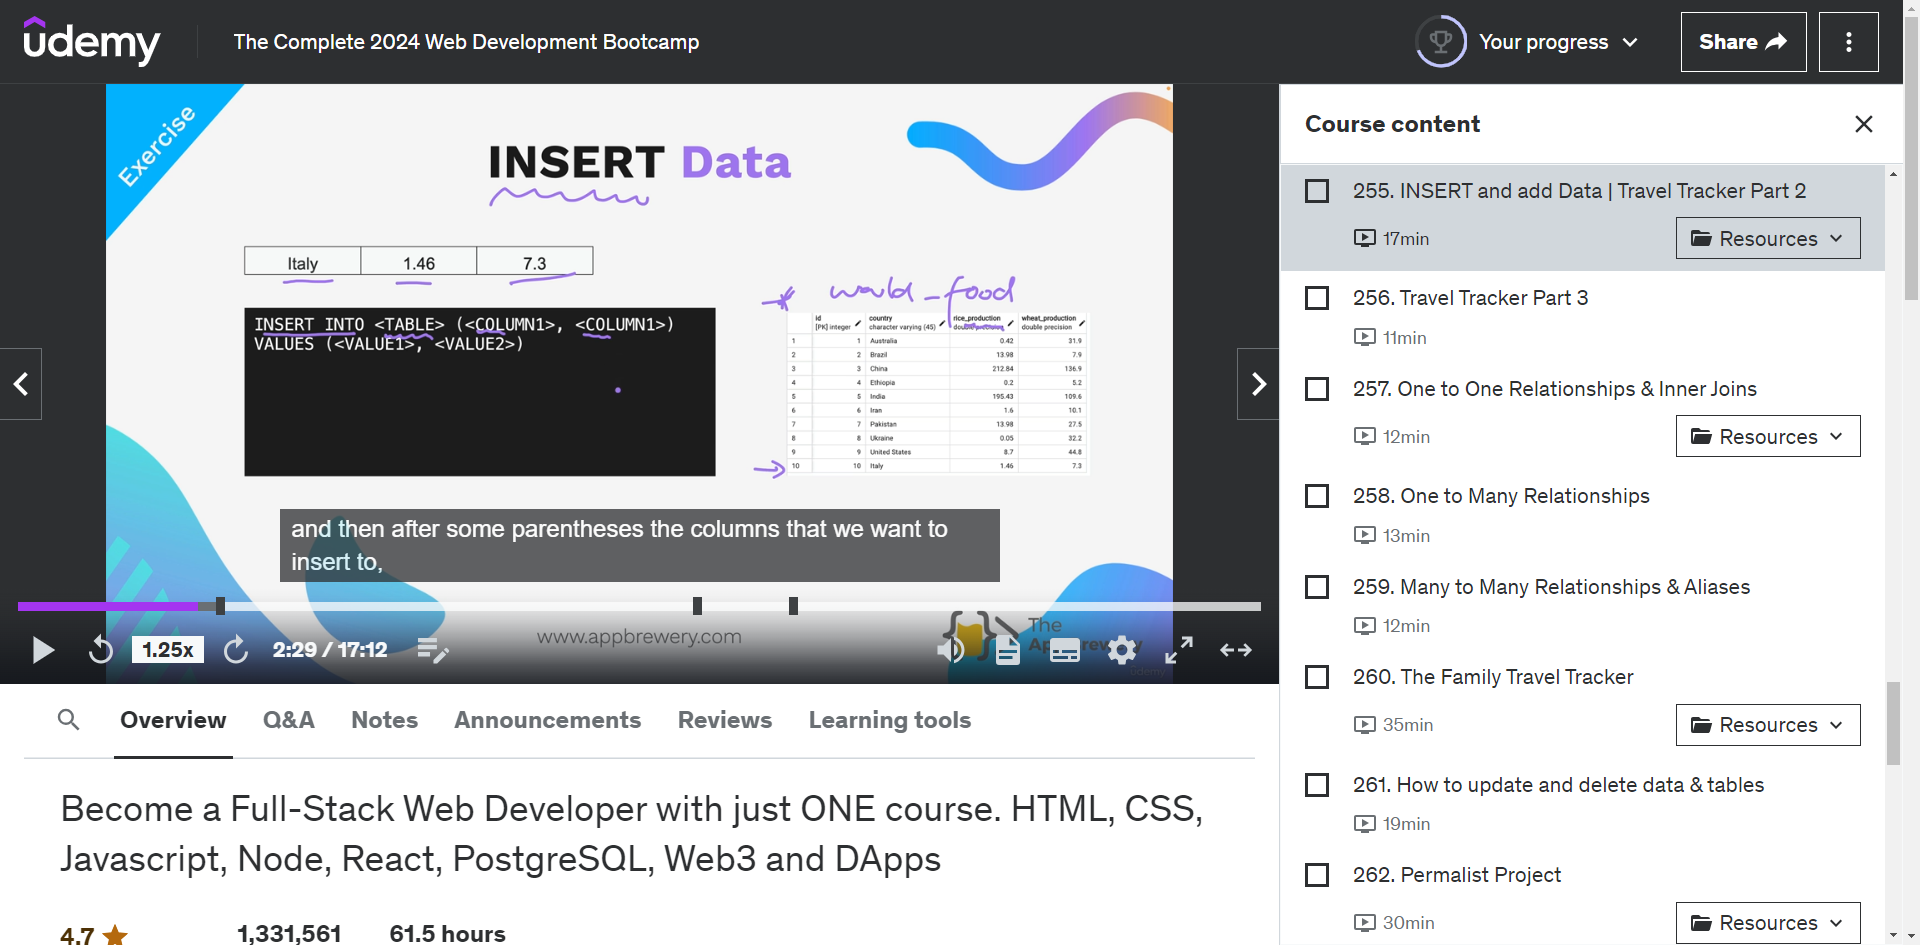 udemy
The Complete 2024 Web Development Bootcamp
Your progress
Share
Exercise
INSERT Data
Italy 1.46 7.3
INSERT INTO <TABLE> (<COLUMN1>, <COLUMN1>)
VALUES (<VALUE1>, <VALUE2>)
world_food
id country rice_production wheat_production
[PK] integer character varying (45) double precision double precision
1 1 Australia 0.42 31.9
2 2 Brazil 13.98 7.9
3 3 China 212.84 136.9
4 4 Ethiopia 0.2 5.2
5 5 India 195.43 109.6
6 6 Iran 1.6 10.1
7 7 Pakistan 13.98 27.5
8 8 Ukraine 0.05 32.2
9 9 United States 8.7 44.8
10 10 Italy 1.46 7.3
and then after some parentheses the columns that we want to
insert to,
www.appbrewery.com
The
1.25x
2:29 / 17:12
Overview Q&A Notes Announcements Reviews Learning tools
Become a Full-Stack Web Developer with just ONE course. HTML, CSS,
Javascript, Node, React, PostgreSQL, Web3 and DApps
4.7 1,331,561 61.5 hours
Course content
255. INSERT and add Data | Travel Tracker Part 2
17min Resources
256. Travel Tracker Part 3
11min
257. One to One Relationships & Inner Joins
12min Resources
258. One to Many Relationships
13min
259. Many to Many Relationships & Aliases
12min
260. The Family Travel Tracker
35min Resources
261. How to update and delete data & tables
19min
262. Permalist Project
30min Resources